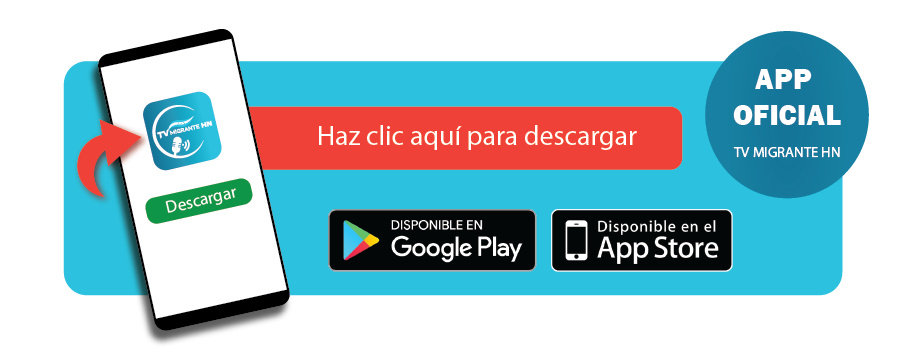 TV MIGRANTE HN
Descargar
Haz clic aquí para descargar
DISPONIBLE EN
Google Play
Disponible en el
App Store
APP
OFICIAL
TV MIGRANTE HN